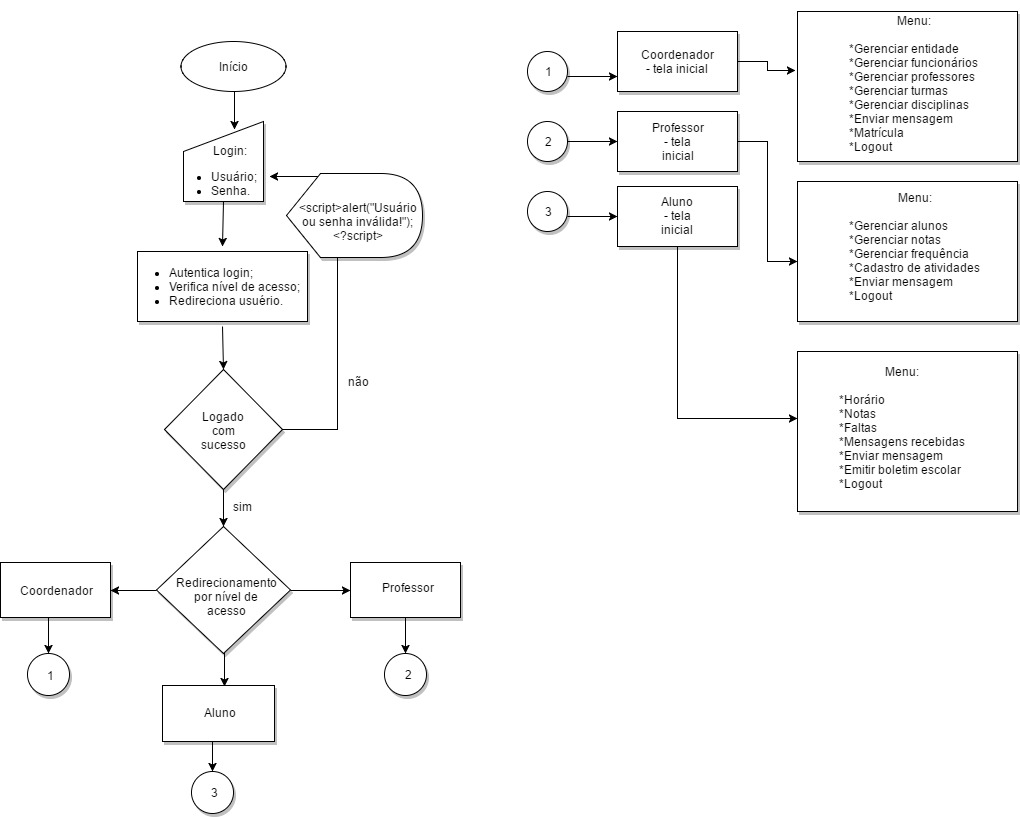 Início
Login:
Usuário;
Senha.
<script>alert("Usuário
ou senha inválida!");
<?script>
Autentica login;
Verifica nível de acesso;
Redireciona usuério.
não
Logado
com
sucesso
sim
Redirecionamento
por nível de
acesso
Coordenador
Professor
1
2
Aluno
3
1
Coordenador
- tela inicial
Menu:
*Gerenciar entidade
*Gerenciar funcionários
*Gerenciar professores
*Gerenciar turmas
*Gerenciar disciplinas
*Enviar mensagem
*Matrícula
*Logout
2
Professor
- tela
inicial
Menu:
*Gerenciar alunos
*Gerenciar notas
*Gerenciar frequência
*Cadastro de atividades
*Enviar mensagem
*Logout
3
Aluno
- tela
inicial
Menu:
*Horário
*Notas
*Faltas
*Mensagens recebidas
*Enviar mensagem
*Emitir boletim escolar
*Logout